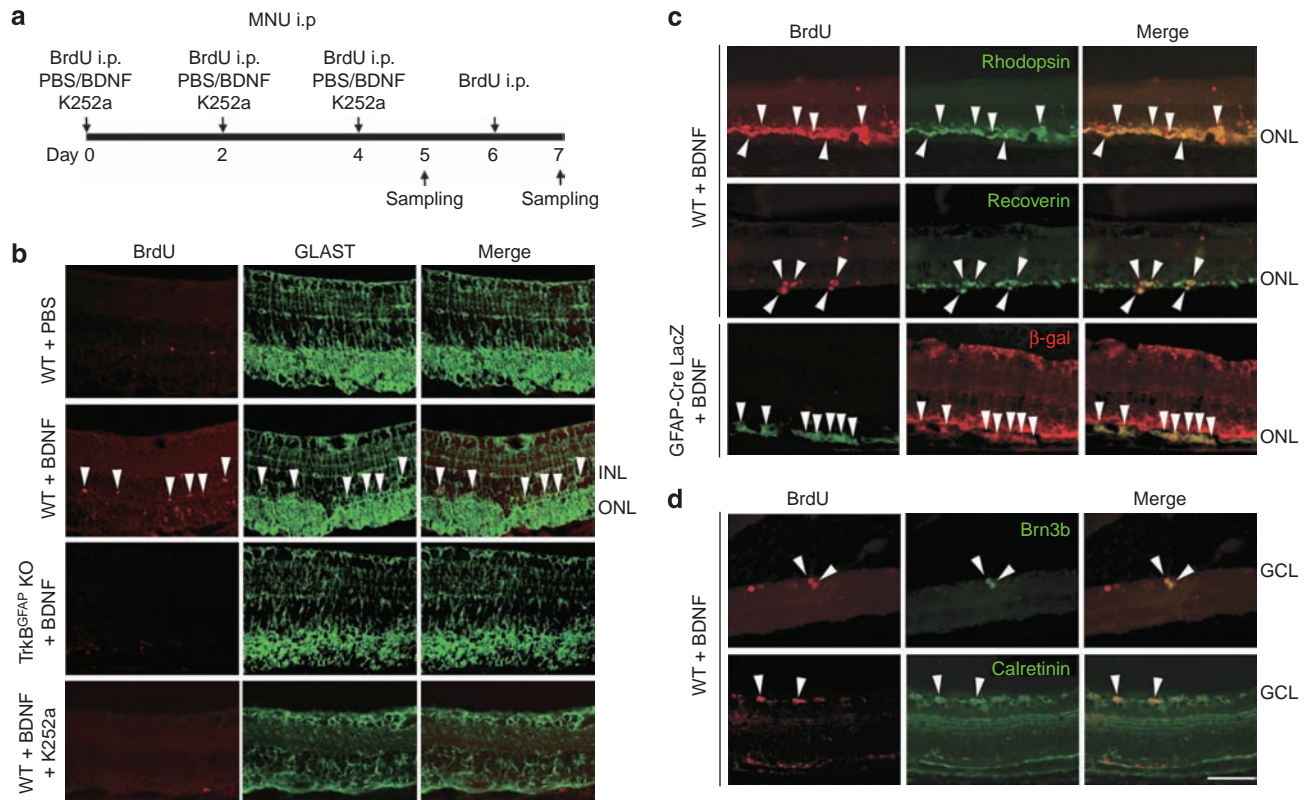 a
MNU i.p
BrdU i.p. BrdU i.p. BrdU i.p.
PBS/BDNF PBS/BDNF PBS/BDNF BrdU i.p.
K252a K252a K252a
Day 0 2 4 5 6 7
Sampling Sampling
b
BrdU GLAST Merge
WT + PBS
WT + BDNF
INL
ONL
TrkB^GFAP KO
+ BDNF
WT + BDNF
+ K252a
c
BrdU Merge
WT + BDNF
Rhodopsin
ONL
Recoverin
ONL
GFAP-Cre LacZ
+ BDNF
β-gal
ONL
d
BrdU Merge
WT + BDNF
Brn3b
GCL
Calretinin
GCL